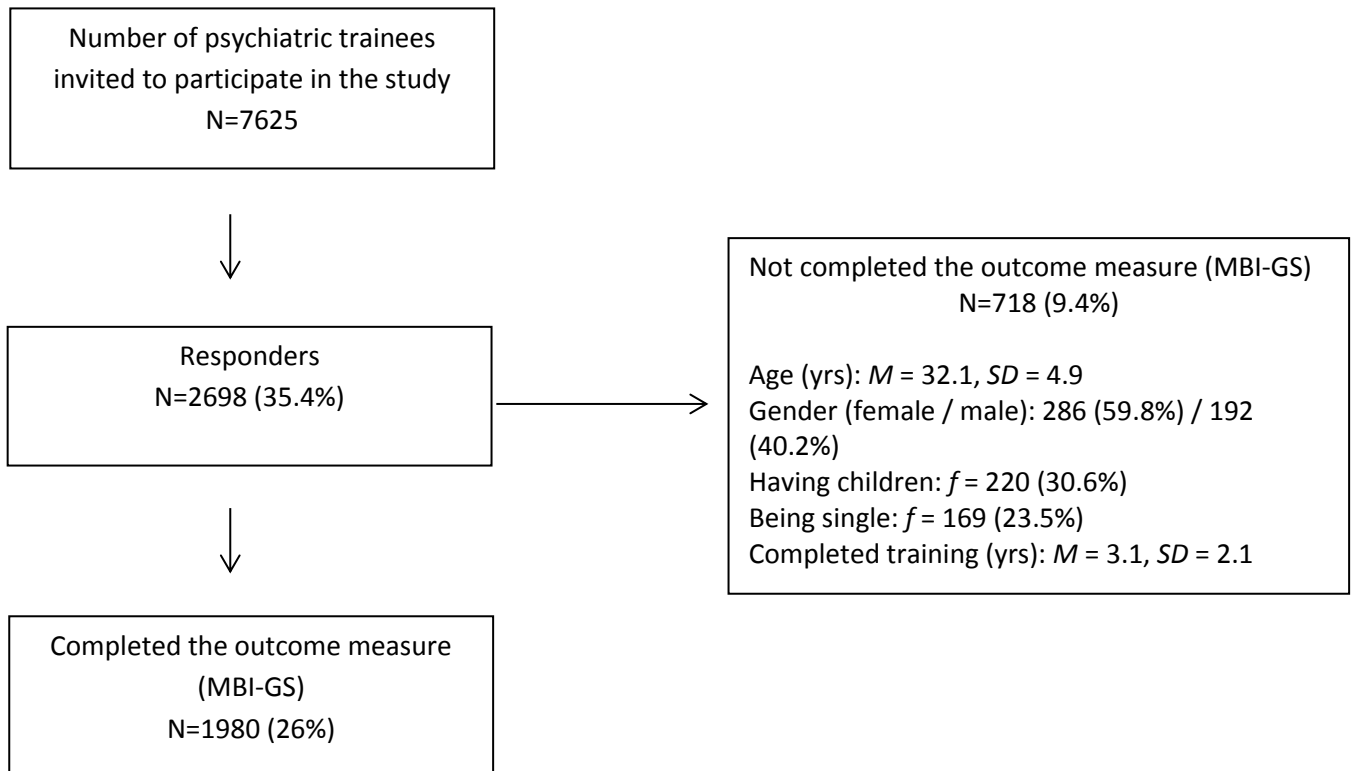 Number of psychiatric trainees
invited to participate in the study
N=7625
Responders
N=2698 (35.4%)
Not completed the outcome measure (MBI-GS)
N=718 (9.4%)
Age (yrs): M = 32.1, SD = 4.9
Gender (female / male): 286 (59.8%) / 192
(40.2%)
Having children: f = 220 (30.6%)
Being single: f = 169 (23.5%)
Completed training (yrs): M = 3.1, SD = 2.1
Completed the outcome measure
(MBI-GS)
N=1980 (26%)